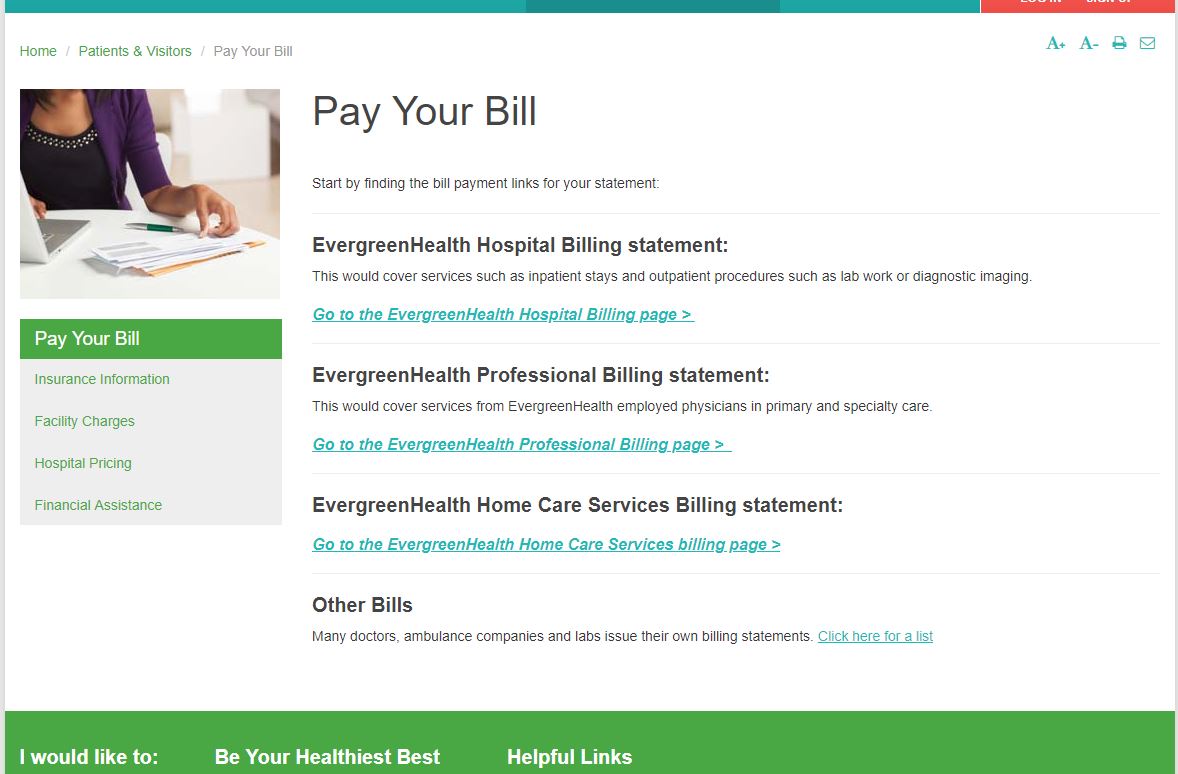 Home / Patients & Visitors / Pay Your Bill
A+ A-
Pay Your Bill
Start by finding the bill payment links for your statement:
EvergreenHealth Hospital Billing statement:
This would cover services such as inpatient stays and outpatient procedures such as lab work or diagnostic imaging.
Go to the EvergreenHealth Hospital Billing page >
Pay Your Bill
Insurance Information
Facility Charges
Hospital Pricing
Financial Assistance
EvergreenHealth Professional Billing statement:
This would cover services from EvergreenHealth employed physicians in primary and specialty care.
Go to the EvergreenHealth Professional Billing page >
EvergreenHealth Home Care Services Billing statement:
Go to the EvergreenHealth Home Care Services billing page >
Other Bills
Many doctors, ambulance companies and labs issue their own billing statements. Click here for a list
I would like to: Be Your Healthiest Best Helpful Links